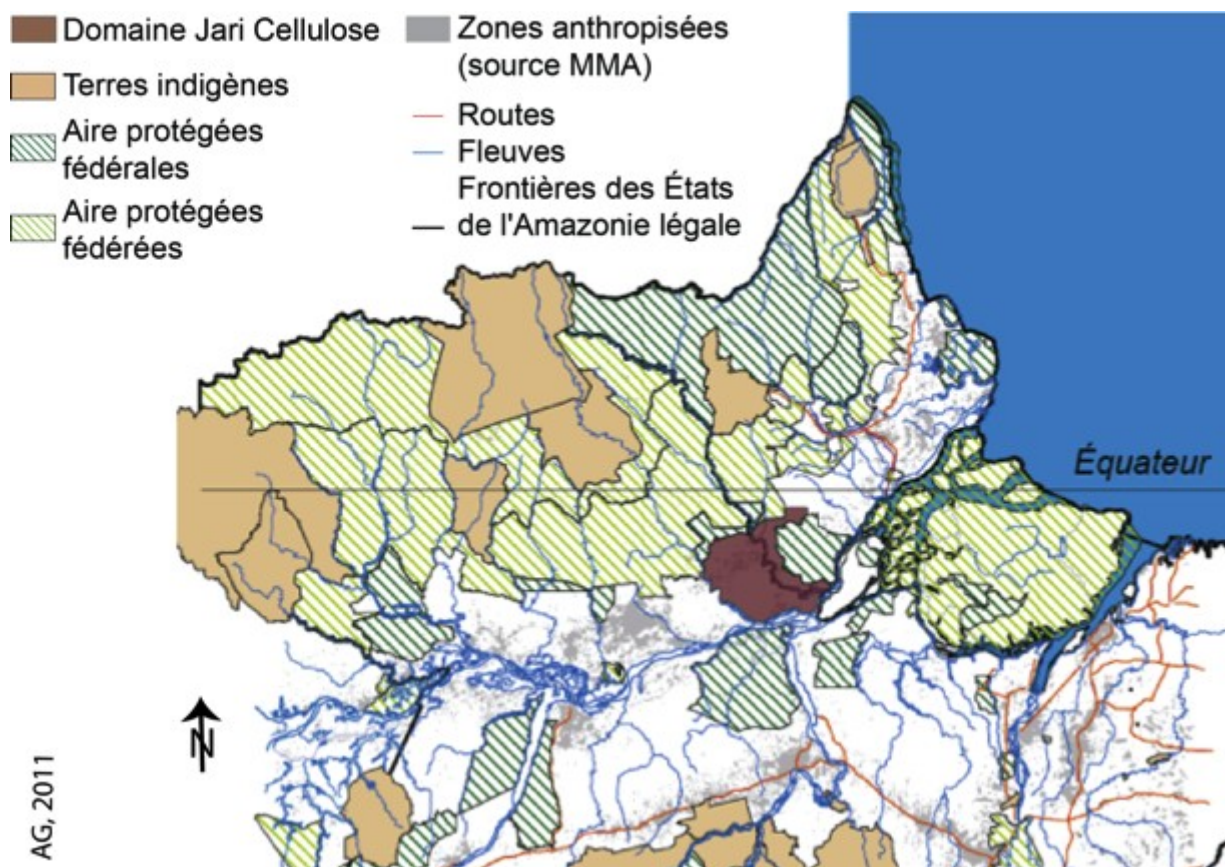 Domaine Jari Cellulose
Terres indigènes
Aire protégées
fédérales
Aire protégées
fédérées
Zones anthropisées
(source MMA)
Routes
Fleuves
Frontières des États
de l'Amazonie légale
Équateur
N
AG, 2011